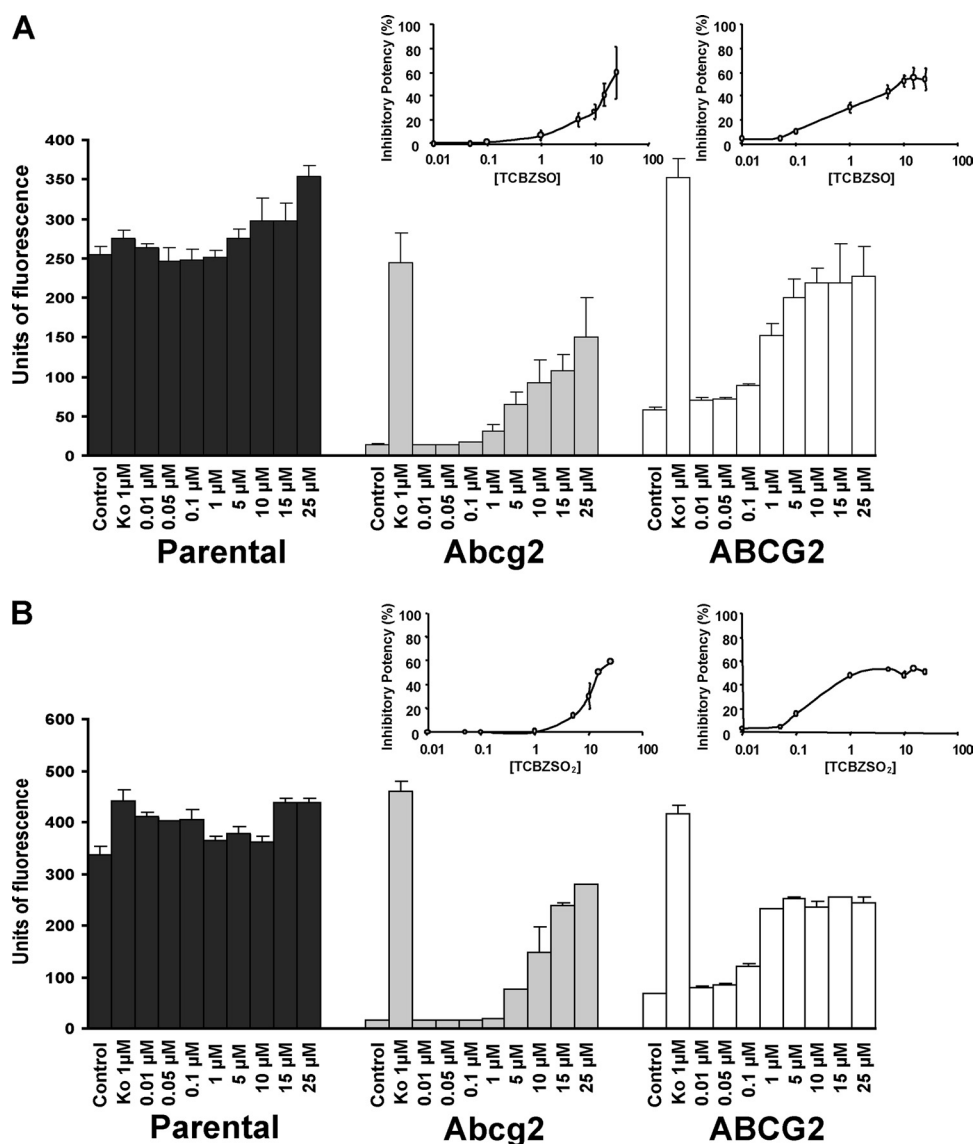 A
Inhibitory Potency (%)
100
80
60
40
20
0
0.01 0.1 1 10 100
[TCBZSO]
Inhibitory Potency (%)
100
80
60
40
20
0
0.01 0.1 1 10 100
[TCBZSO]
Units of fluorescence
400
350
300
250
200
150
100
50
0
Control
Ko 1µM
0.01 µM
0.05 µM
0.1 µM
1 µM
5 µM
10 µM
15 µM
25 µM
Parental
Control
Ko 1µM
0.01 µM
0.05 µM
0.1 µM
1 µM
5 µM
10 µM
15 µM
25 µM
Abcg2
Control
Ko1 µM
0.01 µM
0.05 µM
0.1 µM
1 µM
5 µM
10 µM
15 µM
25 µM
ABCG2
B
Inhibitory Potency (%)
100
80
60
40
20
0
0.01 0.1 1 10 100
[TCBZSO₂]
Inhibitory Potency (%)
100
80
60
40
20
0
0.01 0.1 1 10 100
[TCBZSO₂]
Units of fluorescence
600
500
400
300
200
100
0
Control
Ko 1µM
0.01 µM
0.05 µM
0.1 µM
1 µM
5 µM
10 µM
15 µM
25 µM
Parental
Control
Ko 1µM
0.01 µM
0.05 µM
0.1 µM
1 µM
5 µM
10 µM
15 µM
25 µM
Abcg2
Control
Ko 1µM
0.01 µM
0.05 µM
0.1 µM
1 µM
5 µM
10 µM
15 µM
25 µM
ABCG2